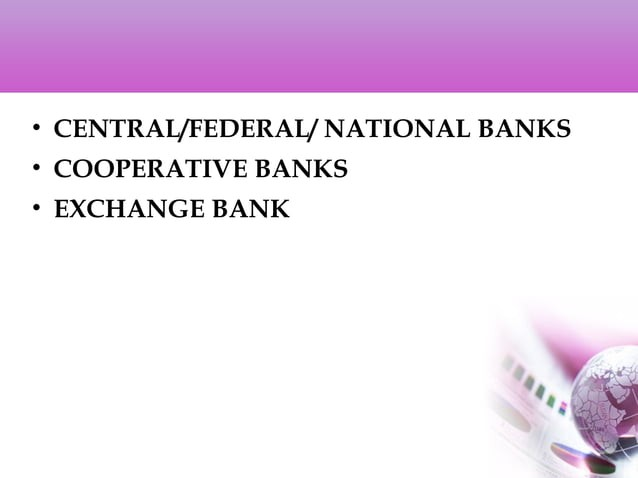 • CENTRAL/FEDERAL/ NATIONAL BANKS
• COOPERATIVE BANKS
• EXCHANGE BANK